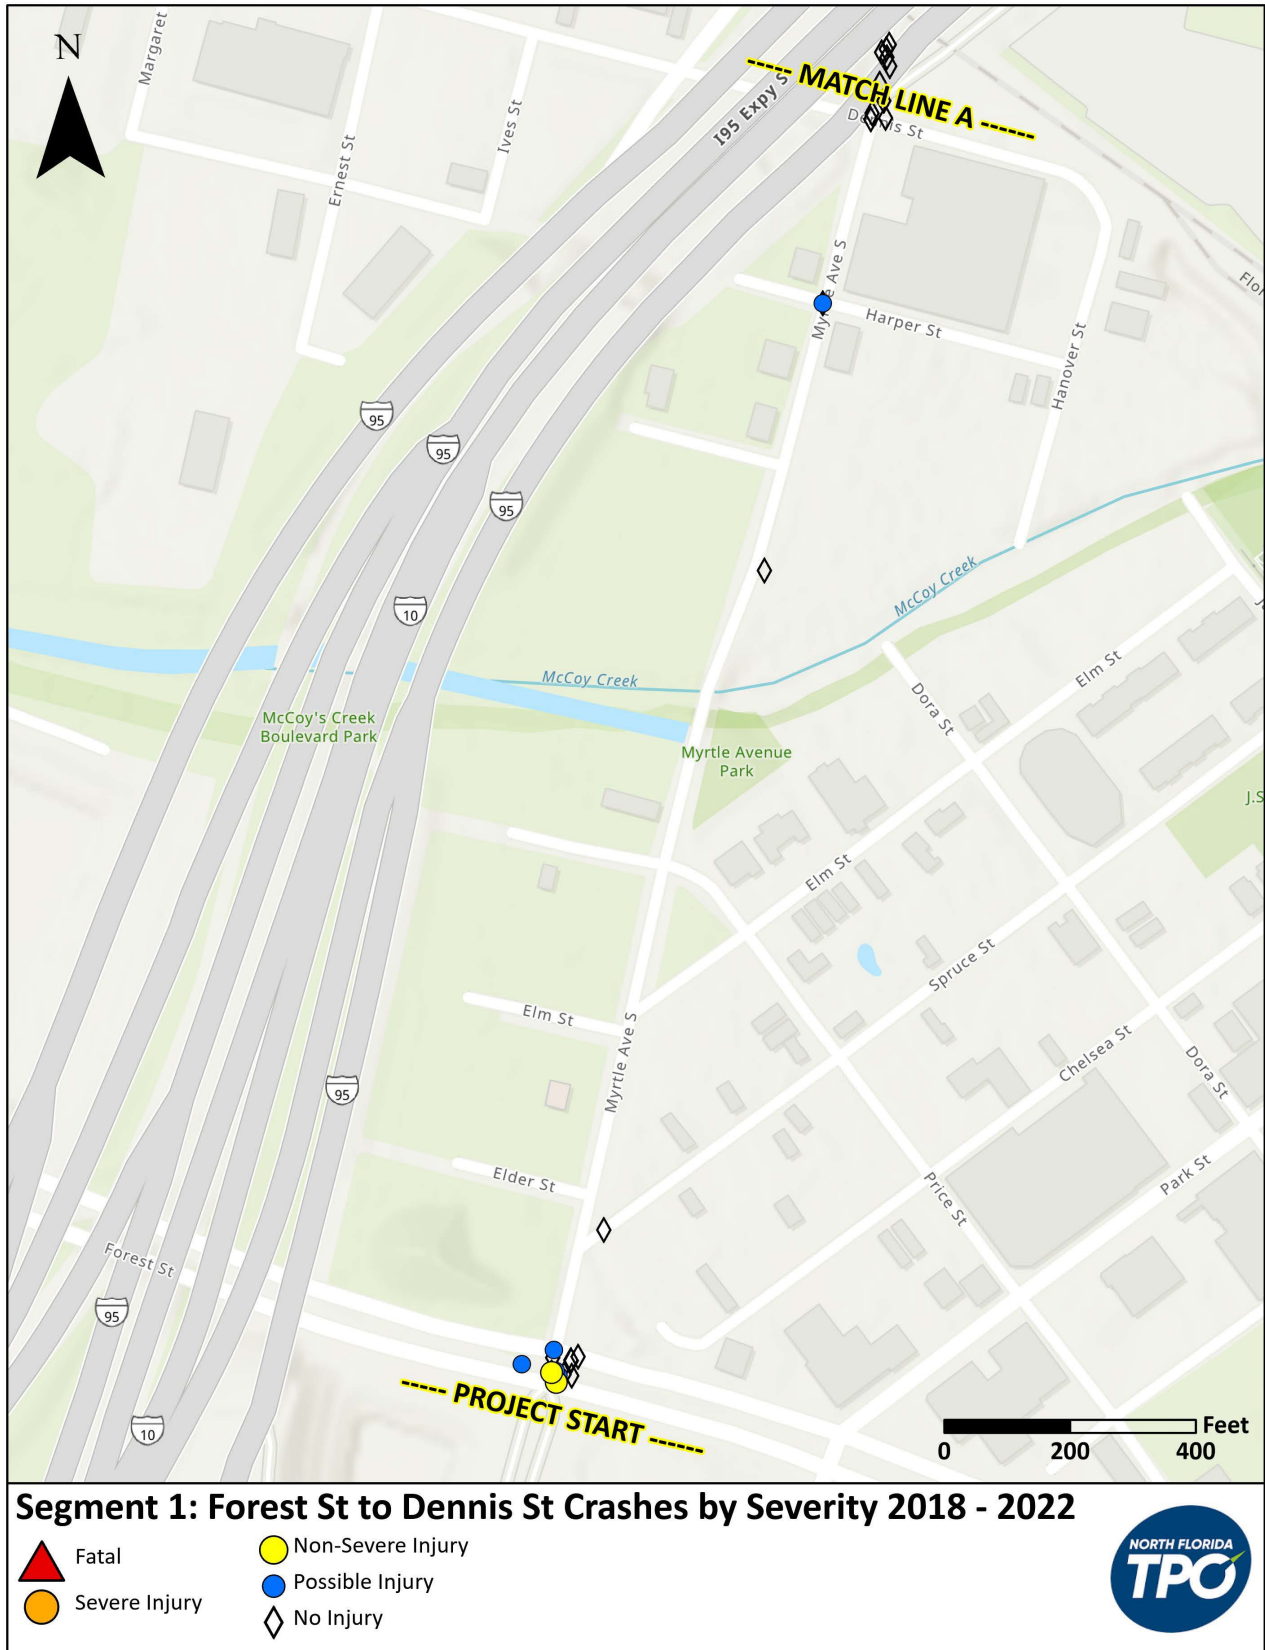 N
Margaret
Ernest St
Ives St
I95 Expy S
----- MATCH LINE A ------
Dennis St
Myrtle Ave S
Harper St
Hanover St
Flor
95
95
95
10
McCoy Creek
McCoy Creek
McCoy's Creek
Boulevard Park
Myrtle Avenue
Park
Dora St
Elm St
J.S
Elm St
Spruce St
Elm St
Myrtle Ave S
Chelsea St
Dora St
95
Elder St
Price St
Park St
Forest St
95
10
----- PROJECT START ------
Feet
0 200 400
Segment 1: Forest St to Dennis St Crashes by Severity 2018 - 2022
Fatal
Severe Injury
Non-Severe Injury
Possible Injury
No Injury
NORTH FLORIDA
TPO